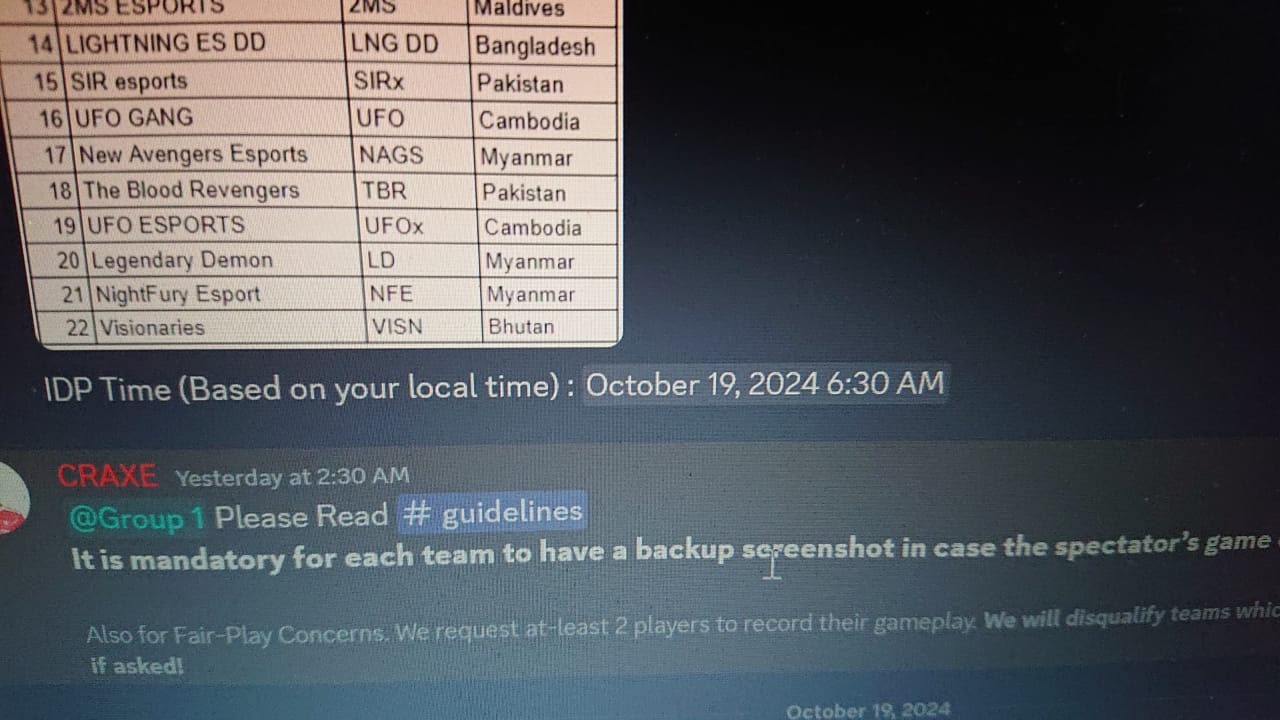 13 2MS ESPORTS 2MS Maldives
14 LIGHTNING ES DD LNG DD Bangladesh
15 SIR esports SIRx Pakistan
16 UFO GANG UFO Cambodia
17 New Avengers Esports NAGS Myanmar
18 The Blood Revengers TBR Pakistan
19 UFO ESPORTS UFOx Cambodia
20 Legendary Demon LD Myanmar
21 NightFury Esport NFE Myanmar
22 Visionaries VISN Bhutan
IDP Time (Based on your local time) : October 19, 2024 6:30 AM
CRAXE Yesterday at 2:30 AM
@Group 1 Please Read # guidelines
It is mandatory for each team to have a backup screenshot in case the spectator's game
Also for Fair-Play Concerns. We request at-least 2 players to record their gameplay. We will disqualify teams
if asked!
October 19, 2024